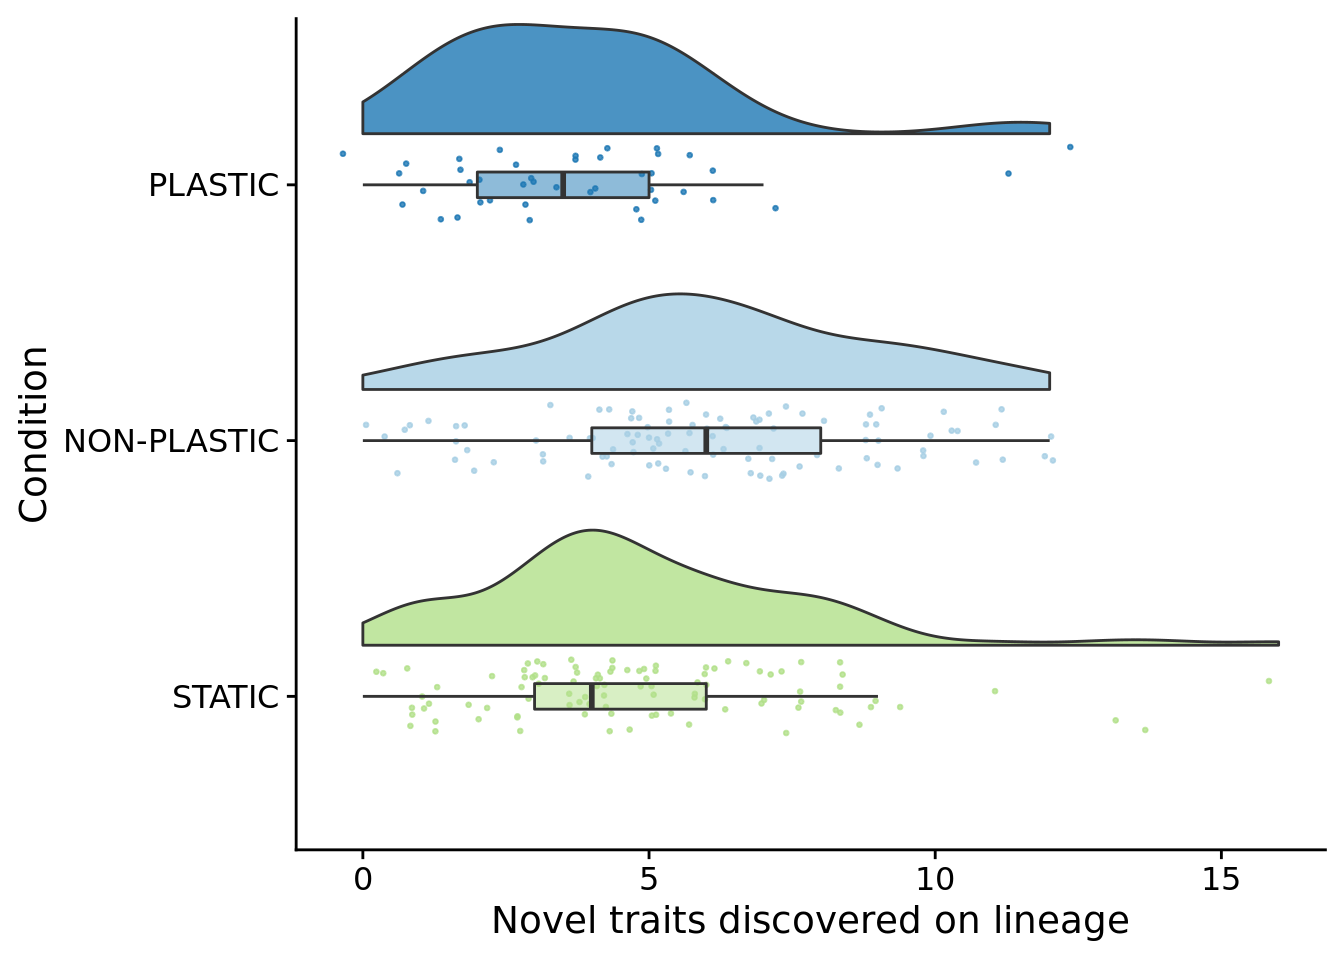 Condition
PLASTIC
NON-PLASTIC
STATIC
0 5 10 15
Novel traits discovered on lineage